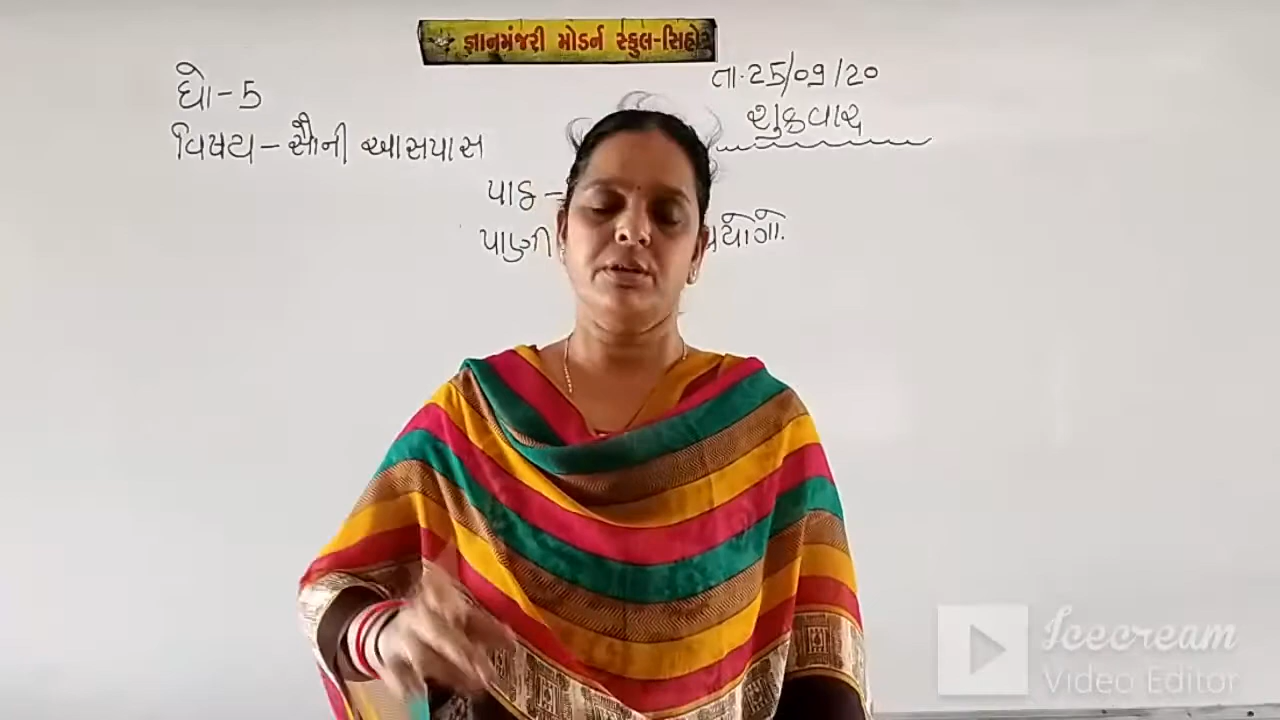 જ્ઞાનમંજરી મોડર્ન સ્કુલ-સિહોર
ધો-5
તા.25/09/20
શુક્રવાર
વિષય-સૌની આસપાસ
પાઠ-
પાણી
Icecream
Video Editor